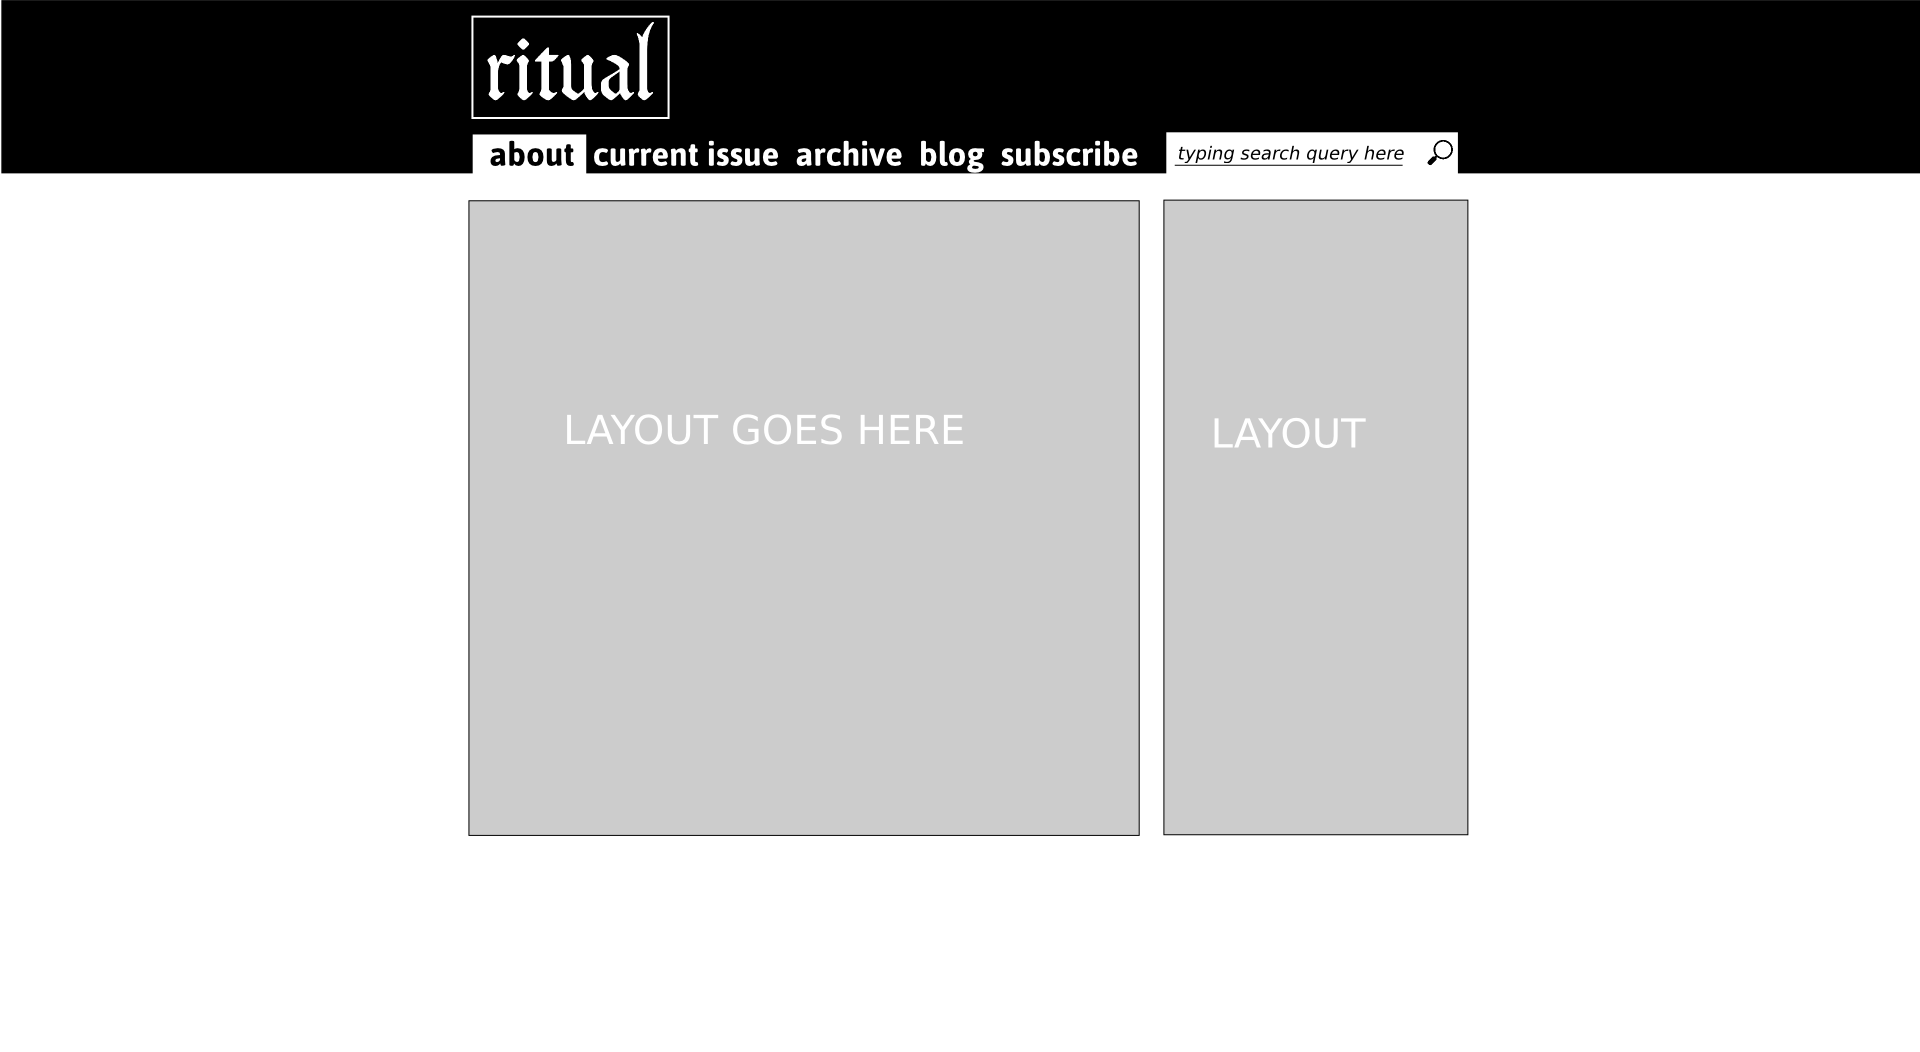 ritual
about current issue archive blog subscribe
typing search query here
LAYOUT GOES HERE
LAYOUT